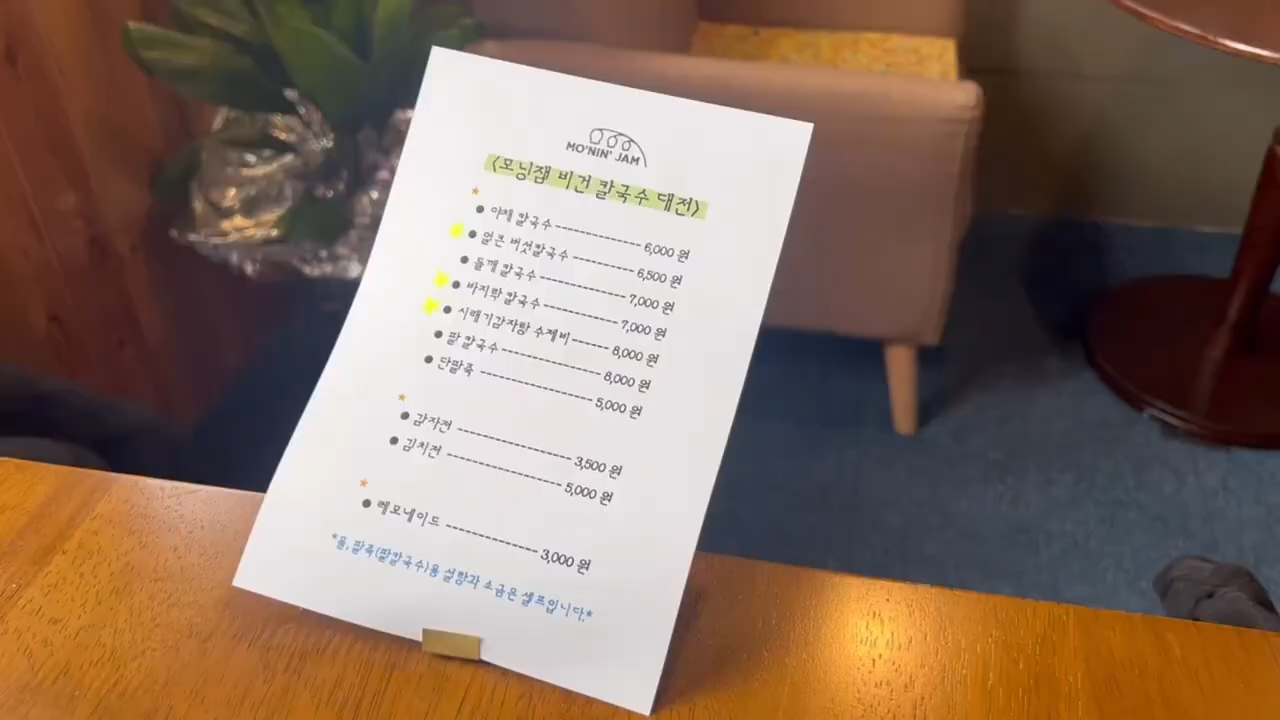 MO'NIN' JAM
<모닝잼 비건 칼국수 대전>
*
● 야채 칼국수 ---------------- 6,000 원
● 얼큰 버섯칼국수 ---------- 6,500 원
● 들깨 칼국수 ---------------- 7,000 원
● 바지락 칼국수 ------------- 7,000 원
● 시래기감자탕 수제비 ------ 8,000 원
● 팥 칼국수 ------------------ 8,000 원
● 단팥죽 --------------------- 5,000 원
*
● 감자전 --------------------- 3,500 원
● 김치전 --------------------- 5,000 원
*
● 레모네이드 ---------------- 3,000 원
*물, 팥죽(팥칼국수)용 설탕과 소금은 셀프입니다.*